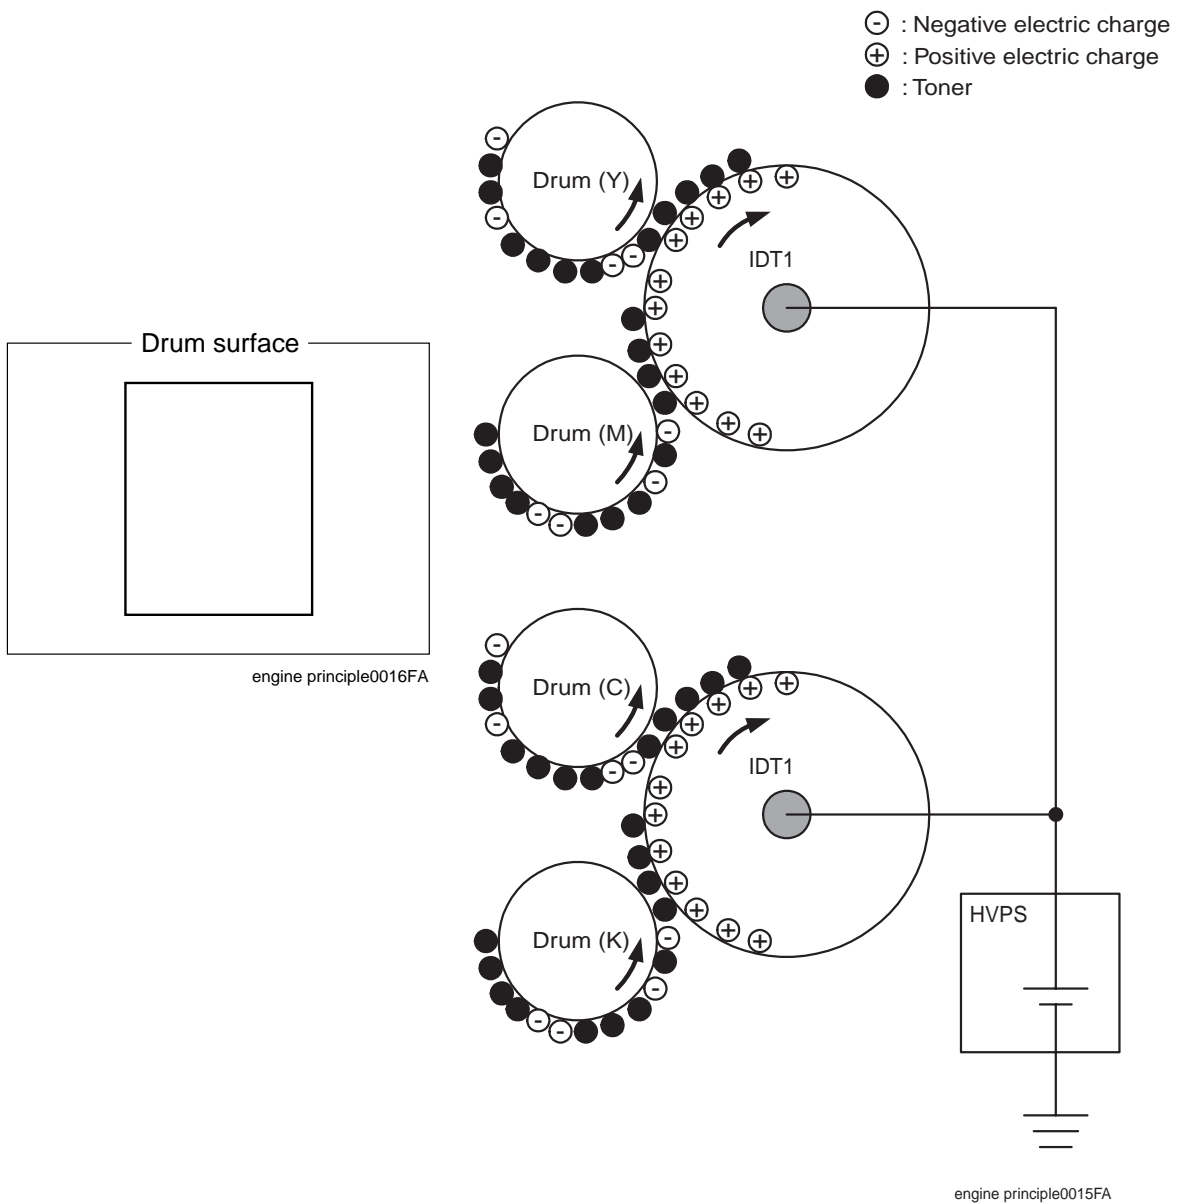 : Negative electric charge
: Positive electric charge
: Toner
Drum (Y)
IDT1
Drum surface
Drum (M)
engine principle0016FA
Drum (C)
IDT1
HVPS
Drum (K)
engine principle0015FA